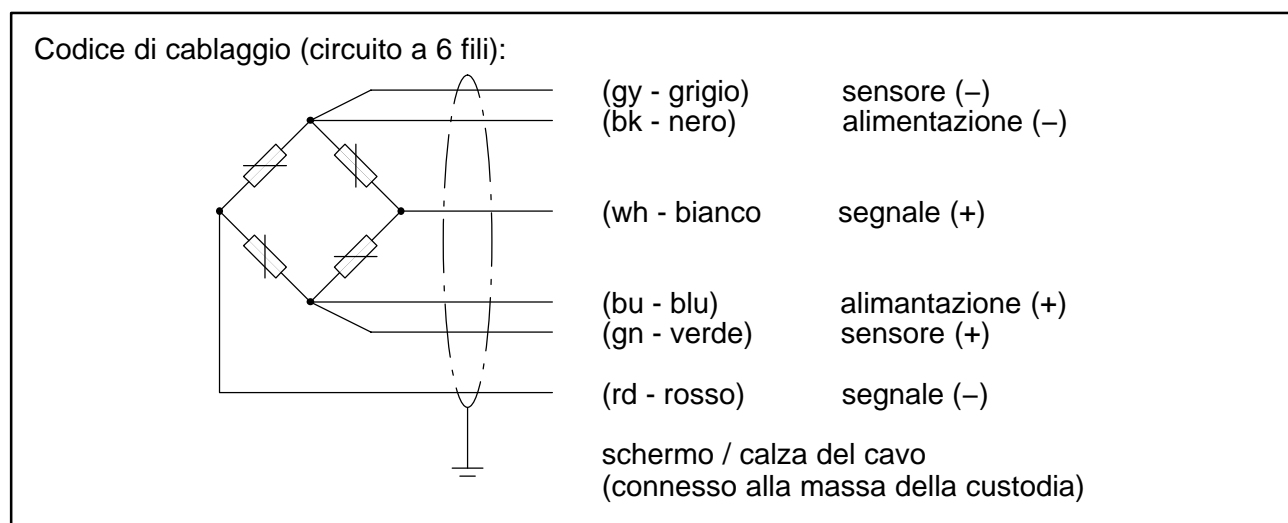 Codice di cablaggio (circuito a 6 fili):
(gy - grigio) sensore (−)
(bk - nero) alimentazione (−)
(wh - bianco segnale (+)
(bu - blu) alimantazione (+)
(gn - verde) sensore (+)
(rd - rosso) segnale (−)
schermo / calza del cavo
(connesso alla massa della custodia)